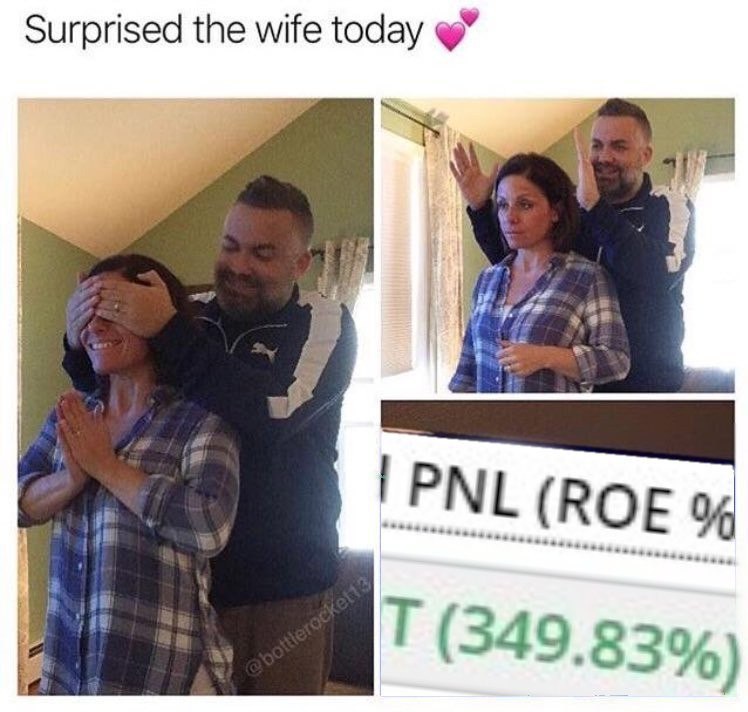 Surprised the wife today 💕
@bottlerocket13
PNL (ROE %
T (349.83%)